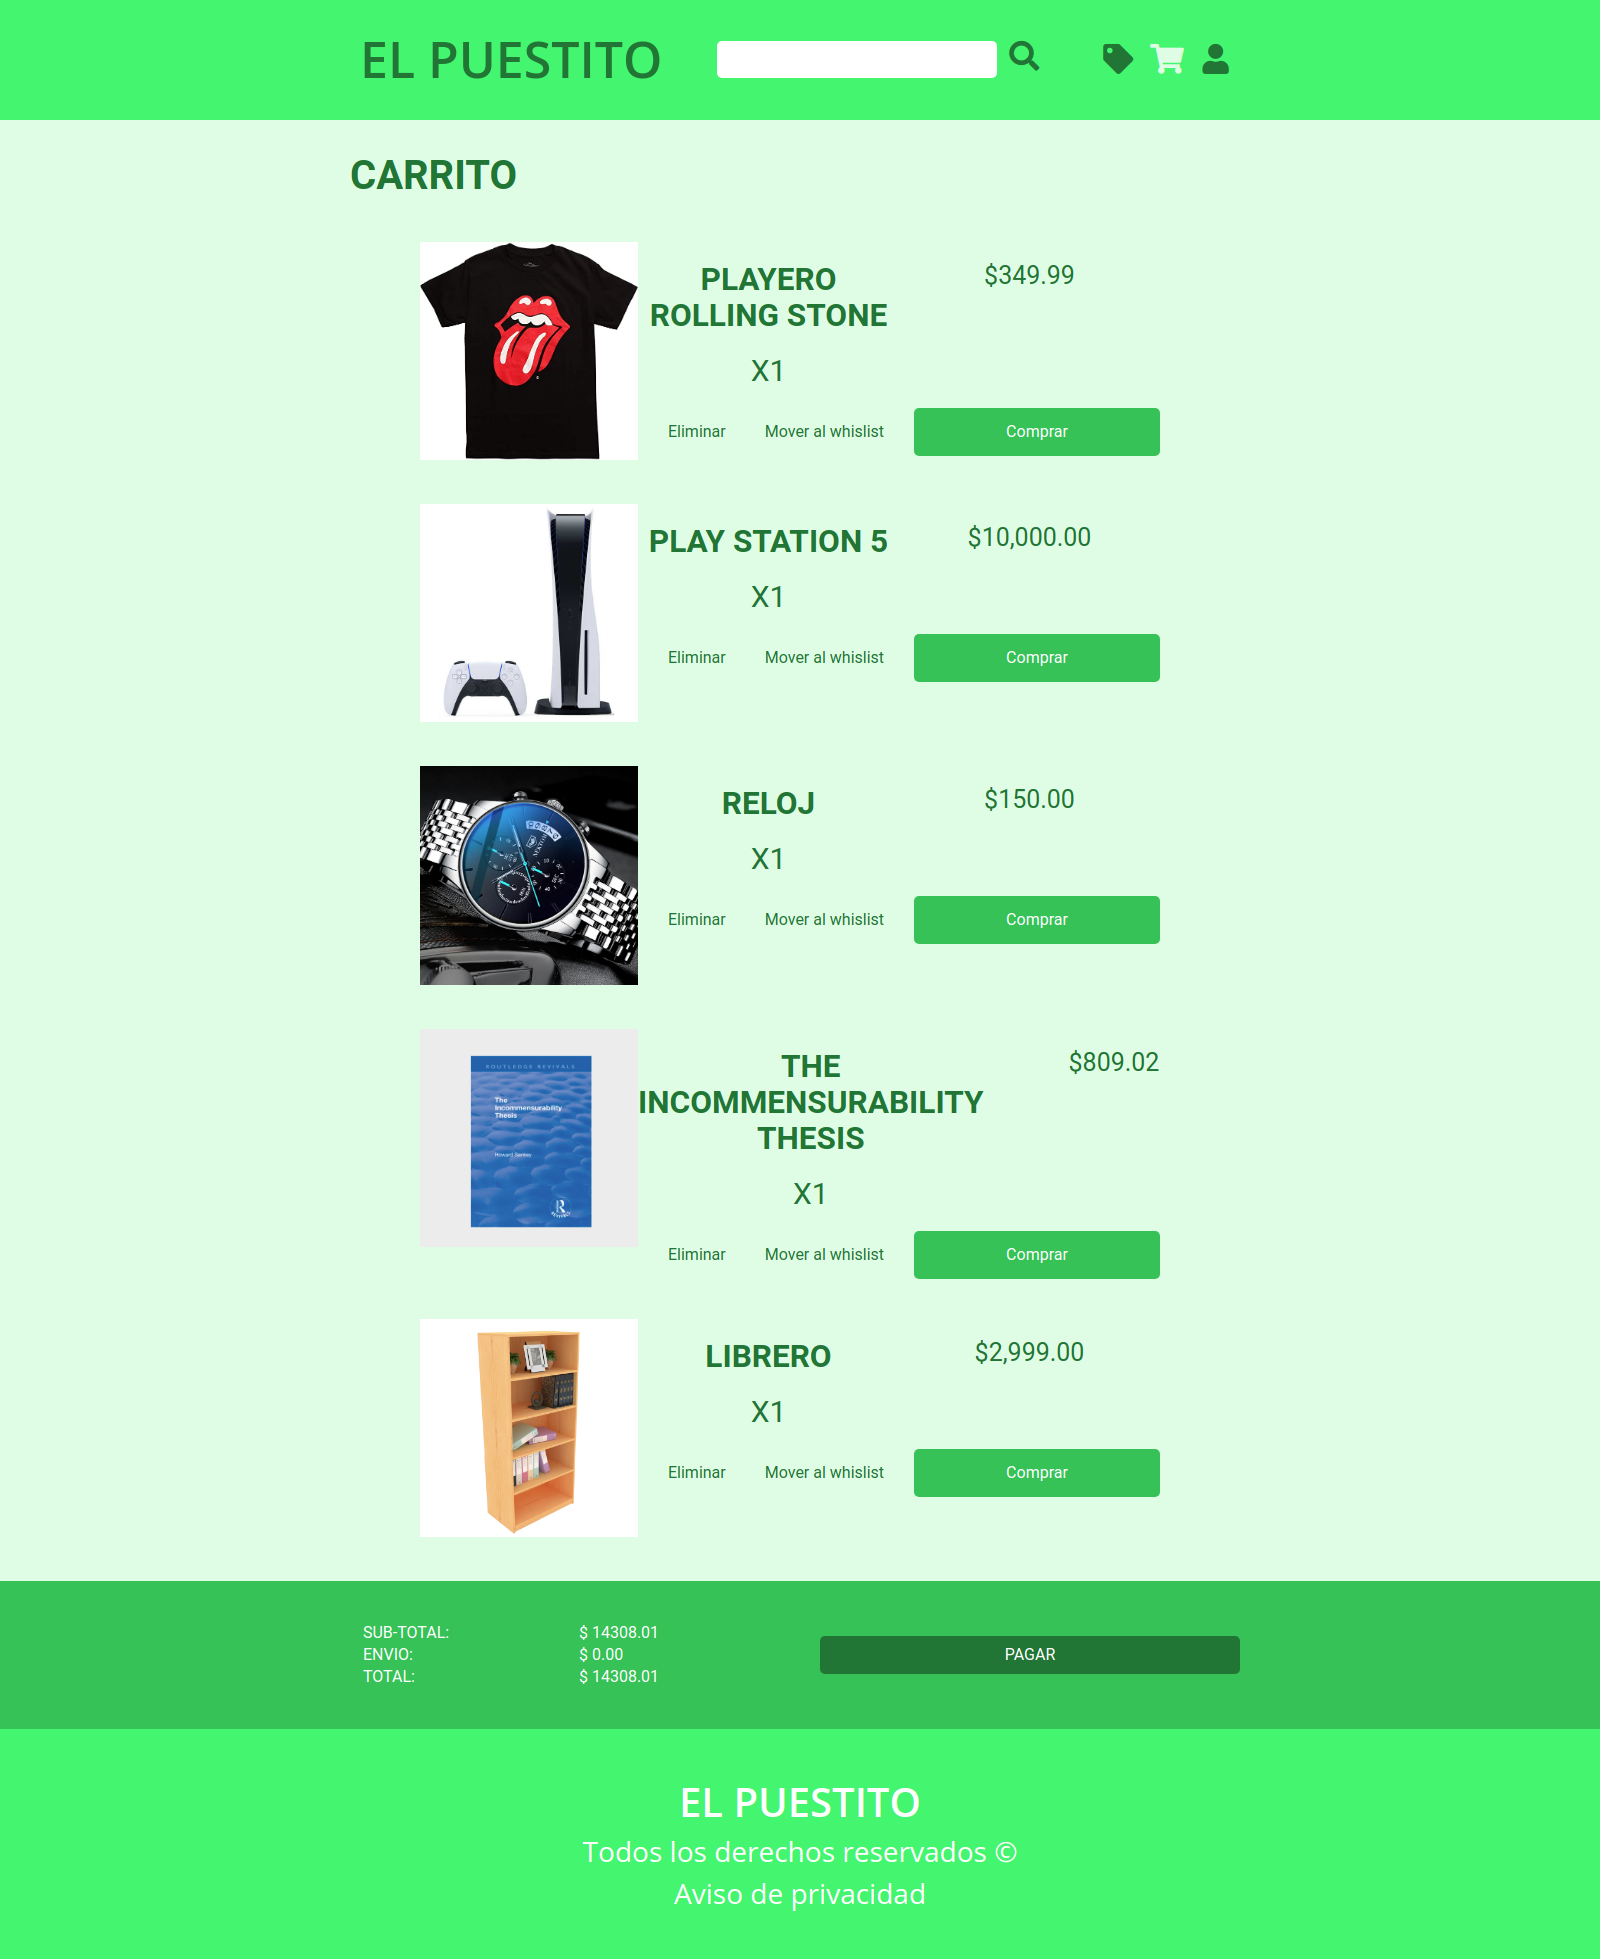 EL PUESTITO
CARRITO
PLAYERO
ROLLING STONE
$349.99
X1
Eliminar
Mover al whislist
Comprar
PLAY STATION 5
$10,000.00
X1
Eliminar
Mover al whislist
Comprar
RELOJ
$150.00
X1
Eliminar
Mover al whislist
Comprar
ROUTLEDGE REVIVALS
The
Incommensurability
Thesis
THE
INCOMMENSURABILITY
THESIS
$809.02
X1
Eliminar
Mover al whislist
Comprar
LIBRERO
$2,999.00
X1
Eliminar
Mover al whislist
Comprar
SUB-TOTAL: $ 14308.01
ENVIO: $ 0.00
TOTAL: $ 14308.01
PAGAR
EL PUESTITO
Todos los derechos reservados ©
Aviso de privacidad